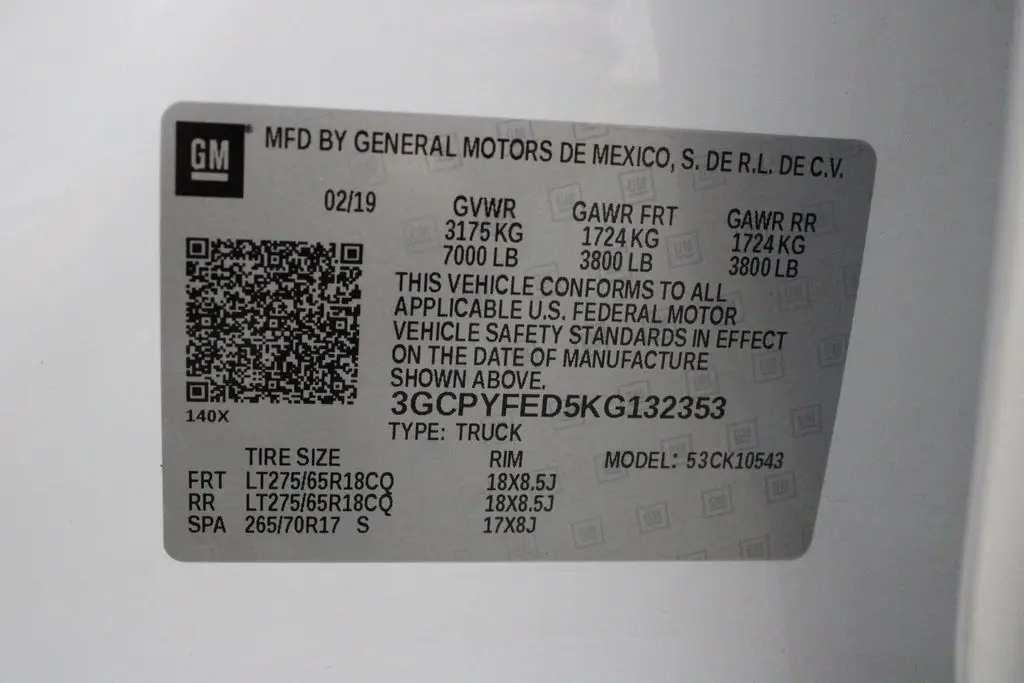 GM
MFD BY GENERAL MOTORS DE MEXICO, S. DE R.L. DE C.V.
02/19
GVWR GAWR FRT GAWR RR
3175 KG 1724 KG 1724 KG
7000 LB 3800 LB 3800 LB
THIS VEHICLE CONFORMS TO ALL
APPLICABLE U.S. FEDERAL MOTOR
VEHICLE SAFETY STANDARDS IN EFFECT
ON THE DATE OF MANUFACTURE
SHOWN ABOVE.
3GCPYFED5KG132353
140X
TYPE: TRUCK
TIRE SIZE RIM MODEL: 53CK10543
FRT LT275/65R18CQ 18X8.5J
RR LT275/65R18CQ 18X8.5J
SPA 265/70R17 S 17X8J